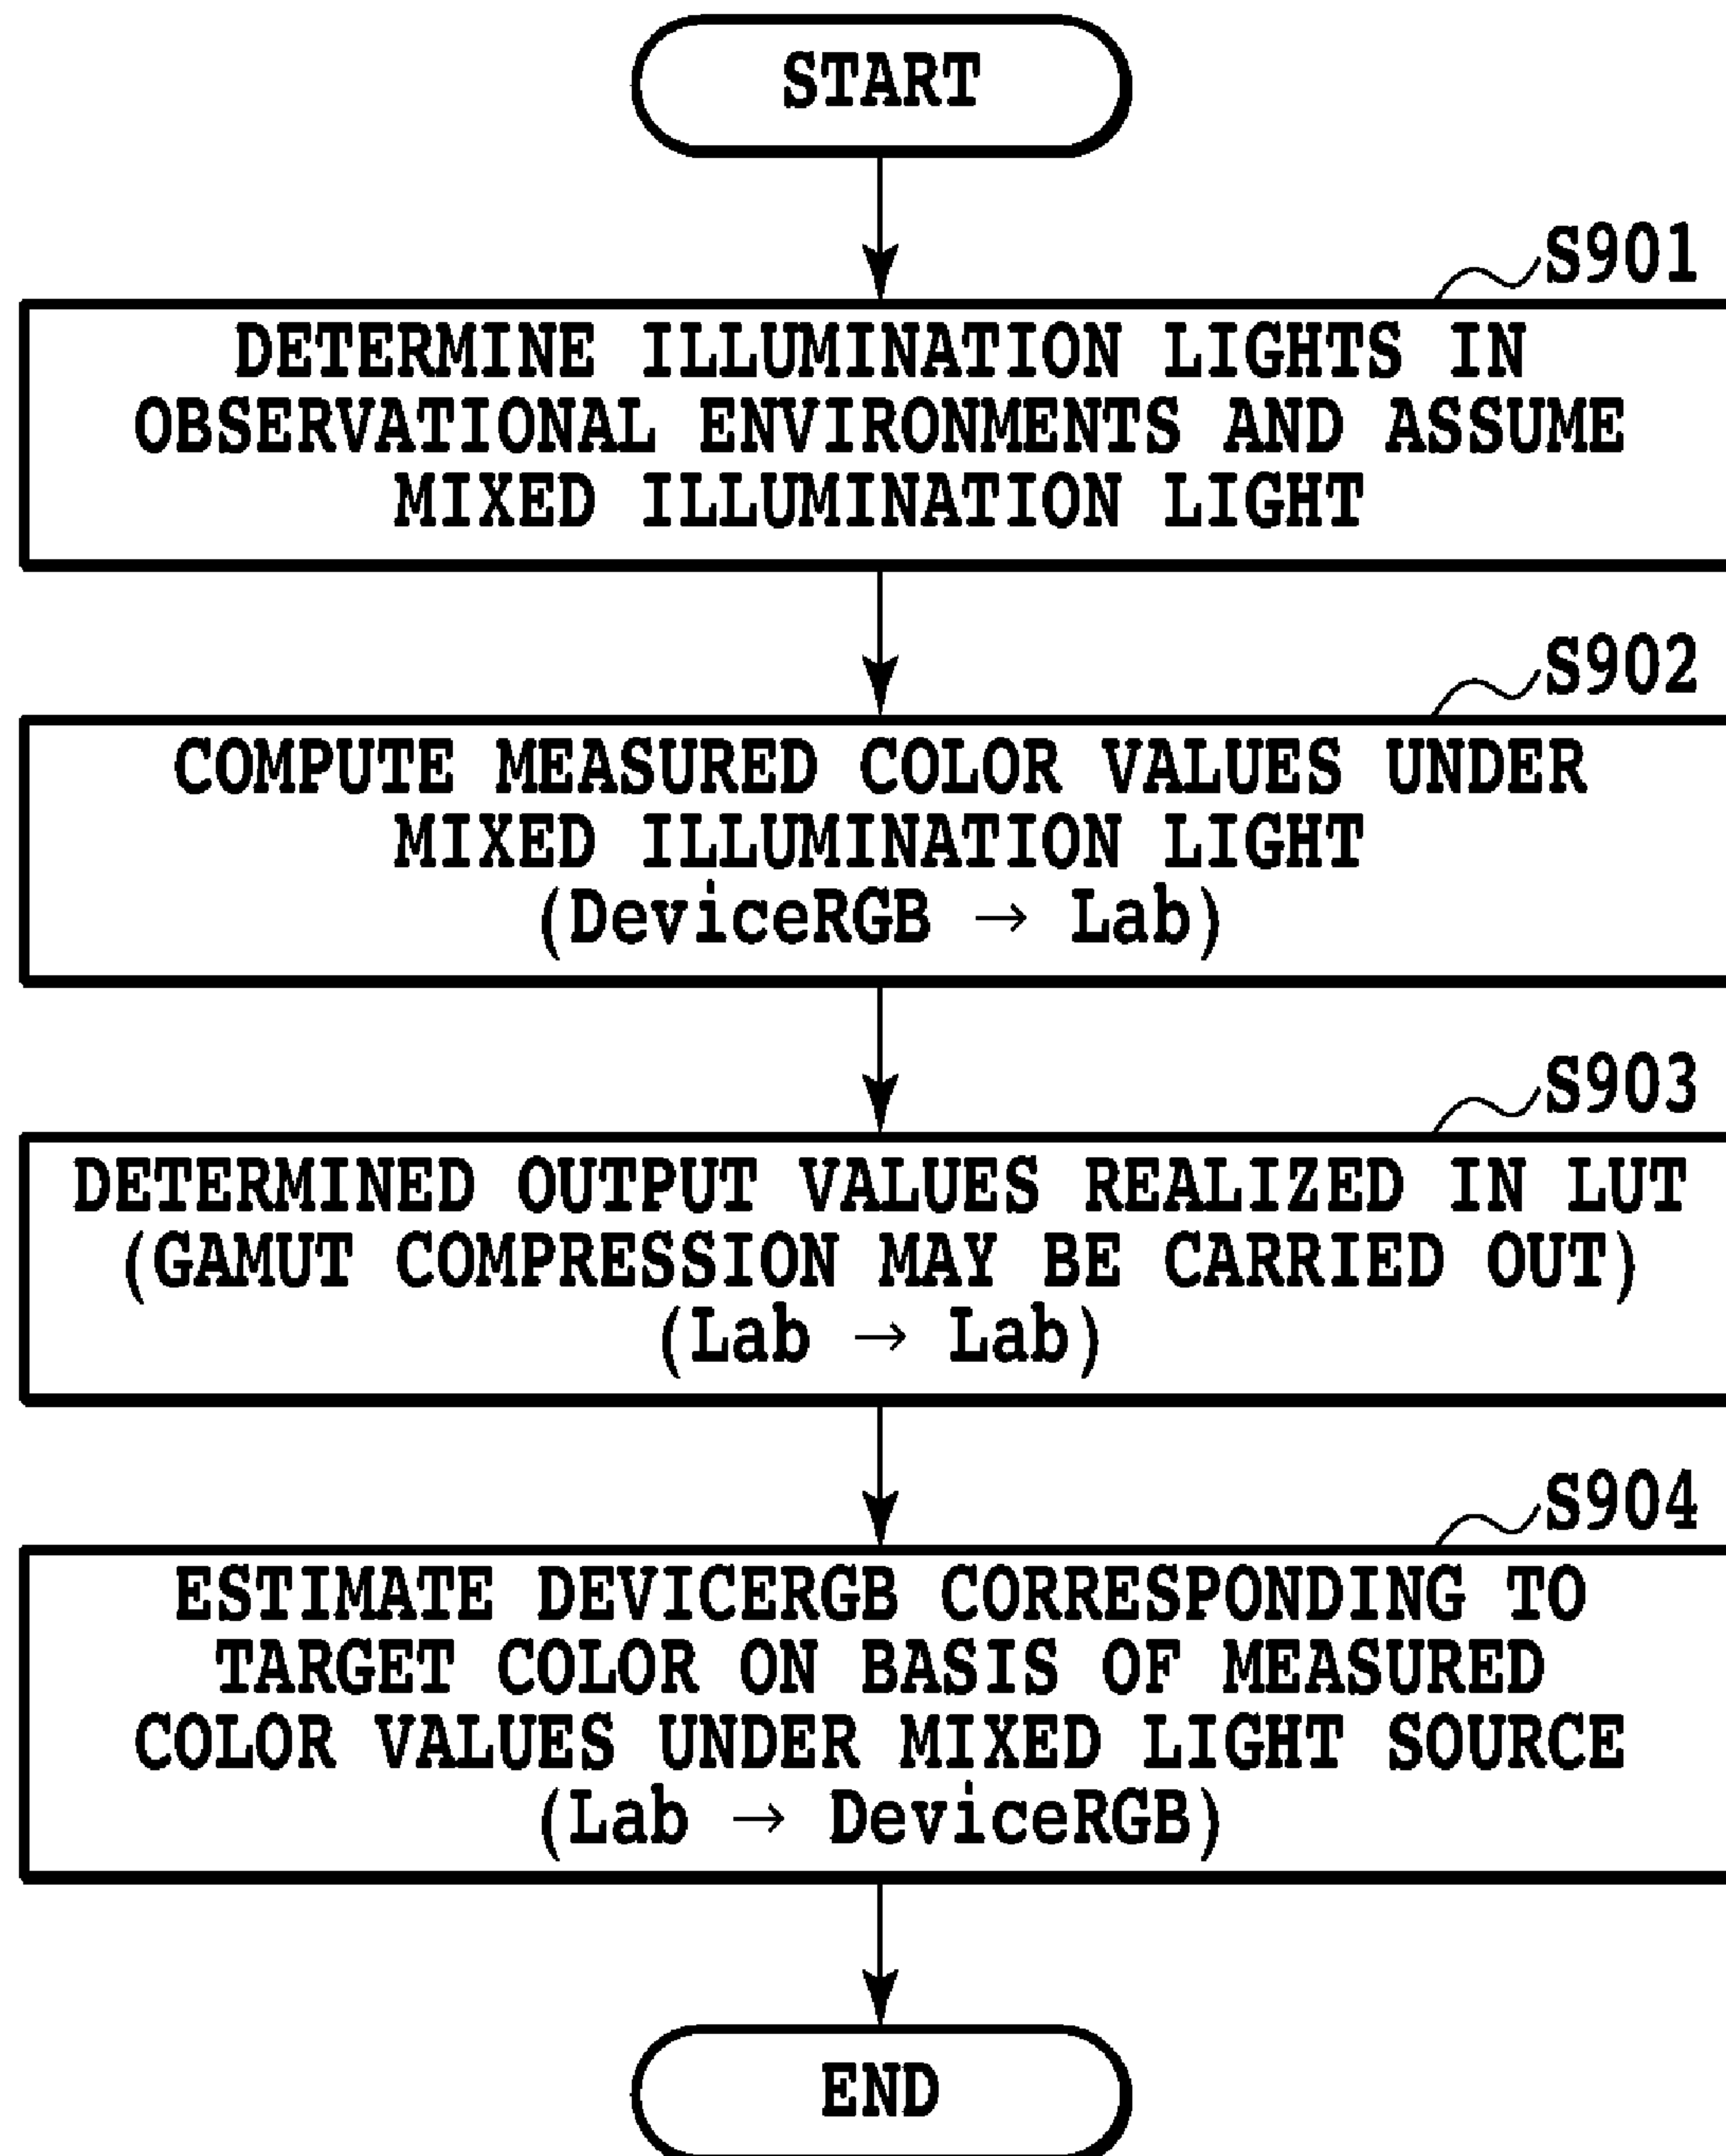 START
S901
DETERMINE ILLUMINATION LIGHTS IN
OBSERVATIONAL ENVIRONMENTS AND ASSUME
MIXED ILLUMINATION LIGHT
S902
COMPUTE MEASURED COLOR VALUES UNDER
MIXED ILLUMINATION LIGHT
(DeviceRGB → Lab)
S903
DETERMINED OUTPUT VALUES REALIZED IN LUT
(GAMUT COMPRESSION MAY BE CARRIED OUT)
(Lab → Lab)
S904
ESTIMATE DEVICERGB CORRESPONDING TO
TARGET COLOR ON BASIS OF MEASURED
COLOR VALUES UNDER MIXED LIGHT SOURCE
(Lab → DeviceRGB)
END